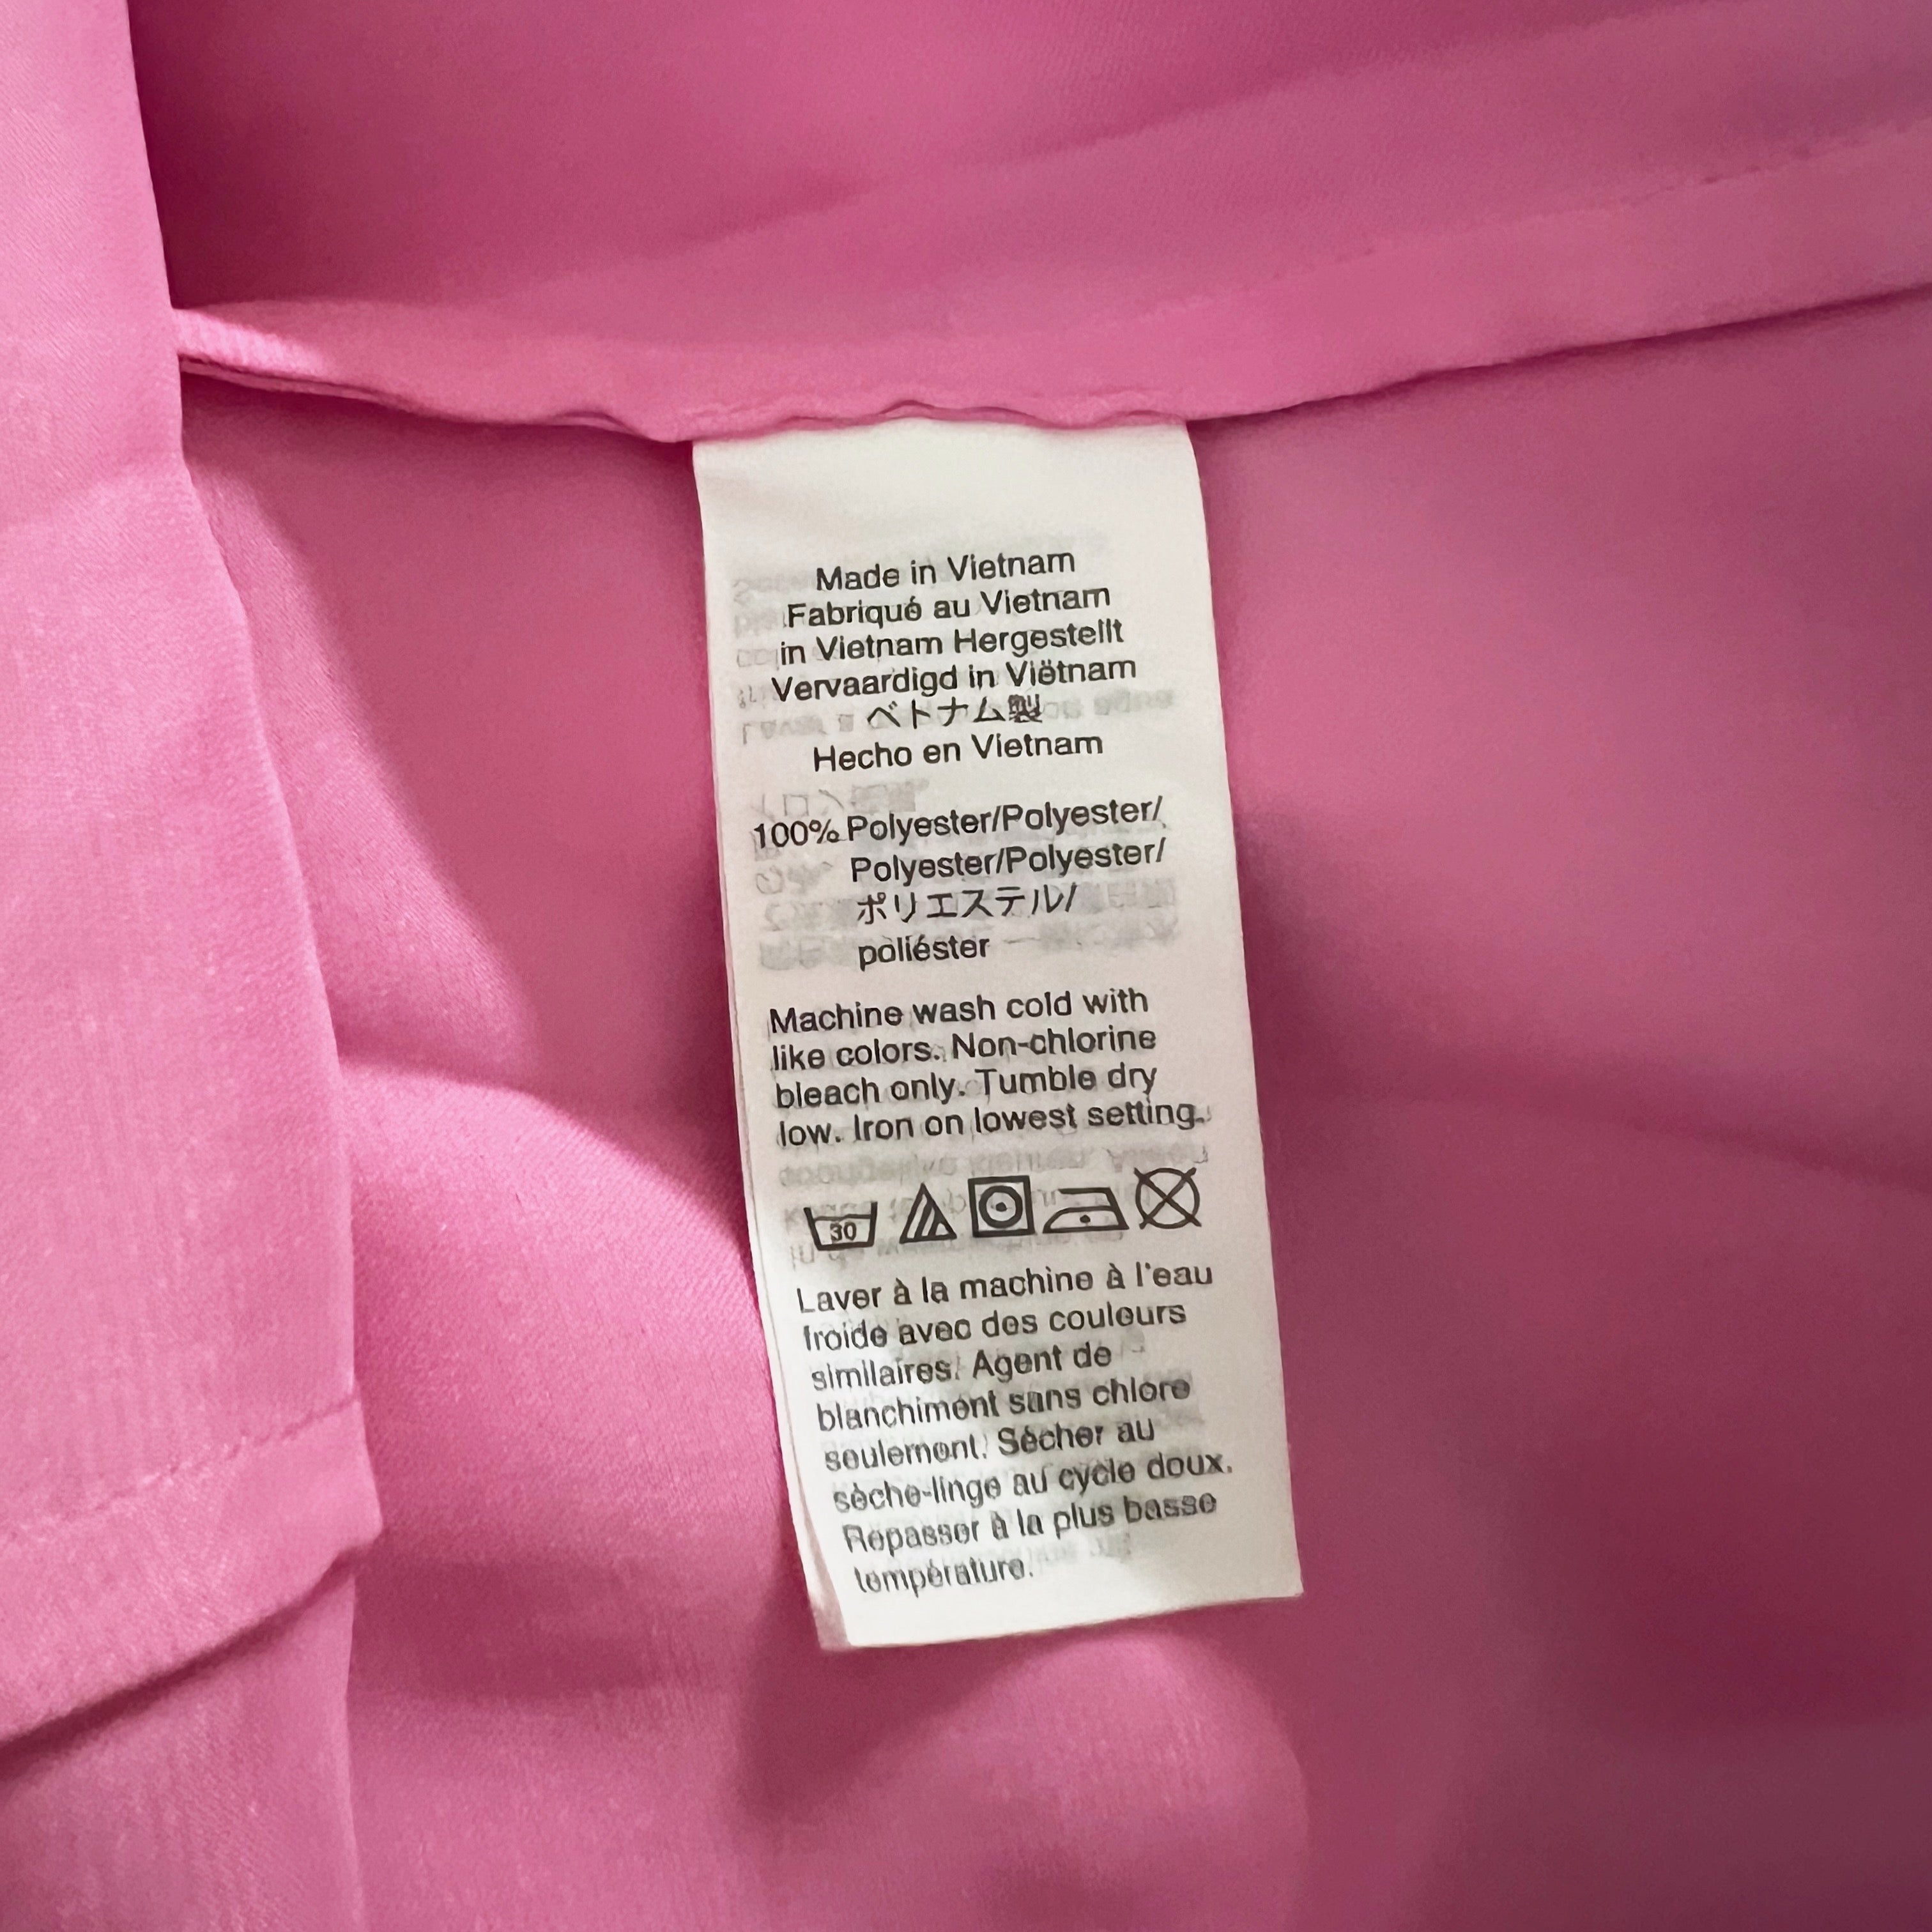 Made in Vietnam
Fabriqué au Vietnam
in Vietnam Hergestellt
Vervaardigd in Viëtnam
ベトナム製
Hecho en Vietnam
100% Polyester/Polyester/
Polyester/Polyester/
ポリエステル/
poliéster
Machine wash cold with
like colors. Non-chlorine
bleach only. Tumble dry
low. Iron on lowest setting.
30
Laver à la machine à l'eau
froide avec des couleurs
similaires. Agent de
blanchiment sans chlore
seulement. Sécher au
sèche-linge au cycle doux.
Repasser à la plus basse
température.